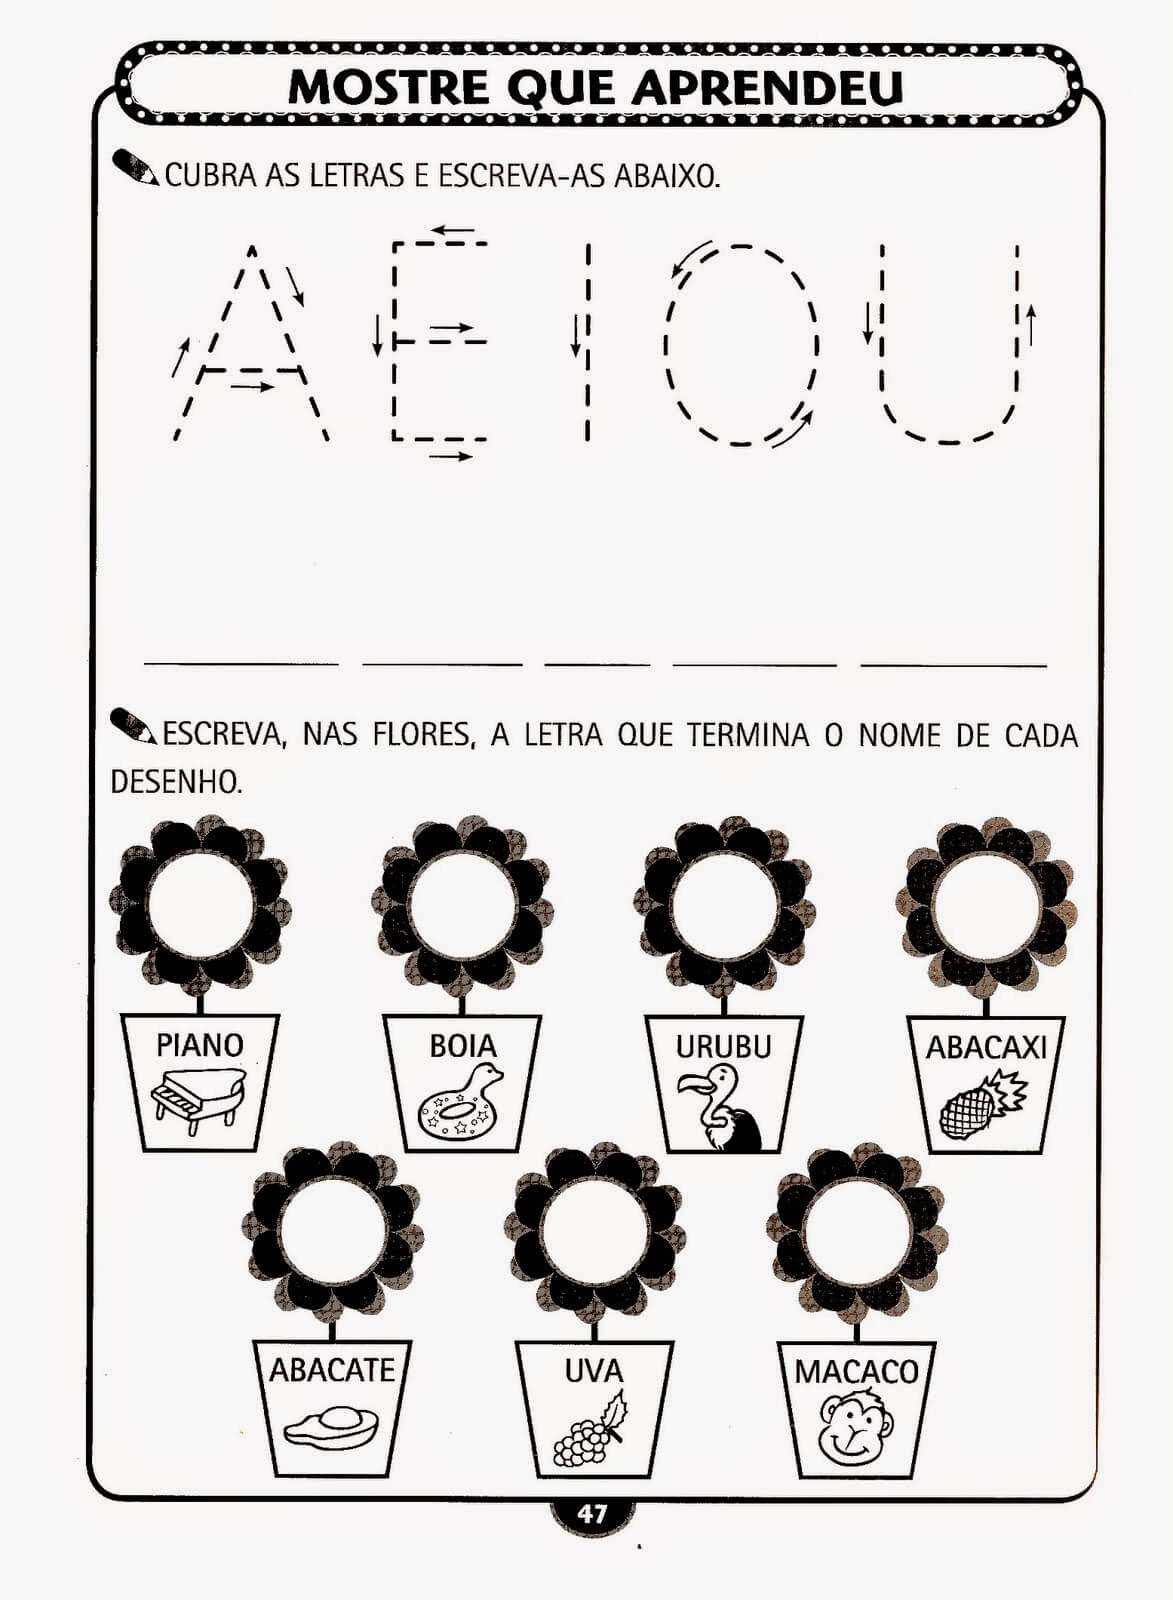 MOSTRE QUE APRENDEU
CUBRA AS LETRAS E ESCREVA-AS ABAIXO.
A E I O U
ESCREVA, NAS FLORES, A LETRA QUE TERMINA O NOME DE CADA
DESENHO.
PIANO BOIA URUBU ABACAXI
ABACATE UVA MACACO
47